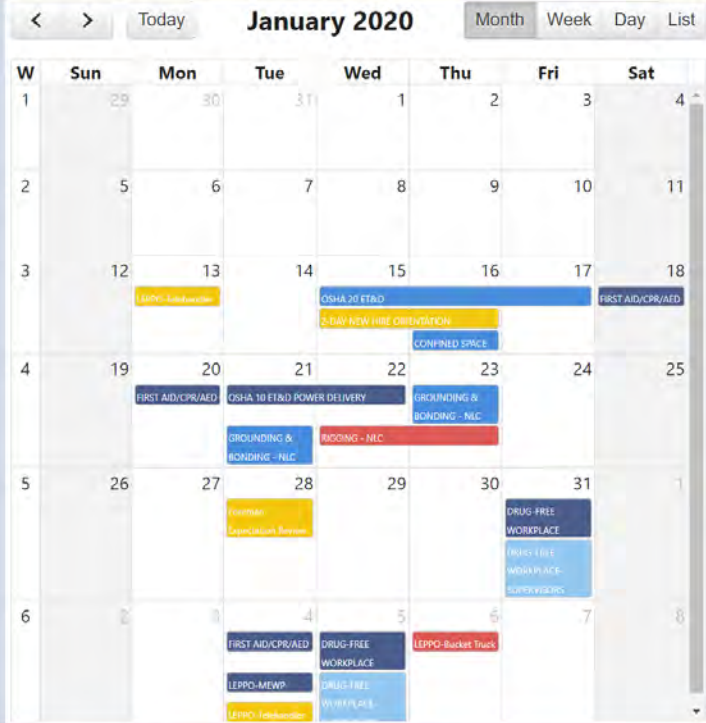 Today January 2020 Month Week Day List
W Sun Mon Tue Wed Thu Fri Sat
1 29 30 31 1 2 3 4
2 5 6 7 8 9 10 11
3 12 13 14 15 16 17 18
LEPPO-Telehandler OSHA 20 ET&D FIRST AID/CPR/AED
2-DAY NEW HIRE ORIENTATION
CONFINED SPACE
4 19 20 21 22 23 24 25
FIRST AID/CPR/AED OSHA 10 ET&D POWER DELIVERY GROUNDING &
BONDING - NLC
GROUNDING & RIGGING - NLC
BONDING - NLC
5 26 27 28 29 30 31 1
DRUG-FREE
WORKPLACE
DRUG-FREE
WORKPLACE-
SUPERVISORS
6 2 3 4 5 6 7 8
FIRST AID/CPR/AED DRUG-FREE LEPPO-Bucket Truck
WORKPLACE
LEPPO-MEWP DRUG-FREE
LEPPO-Telehandler WORKPLACE-